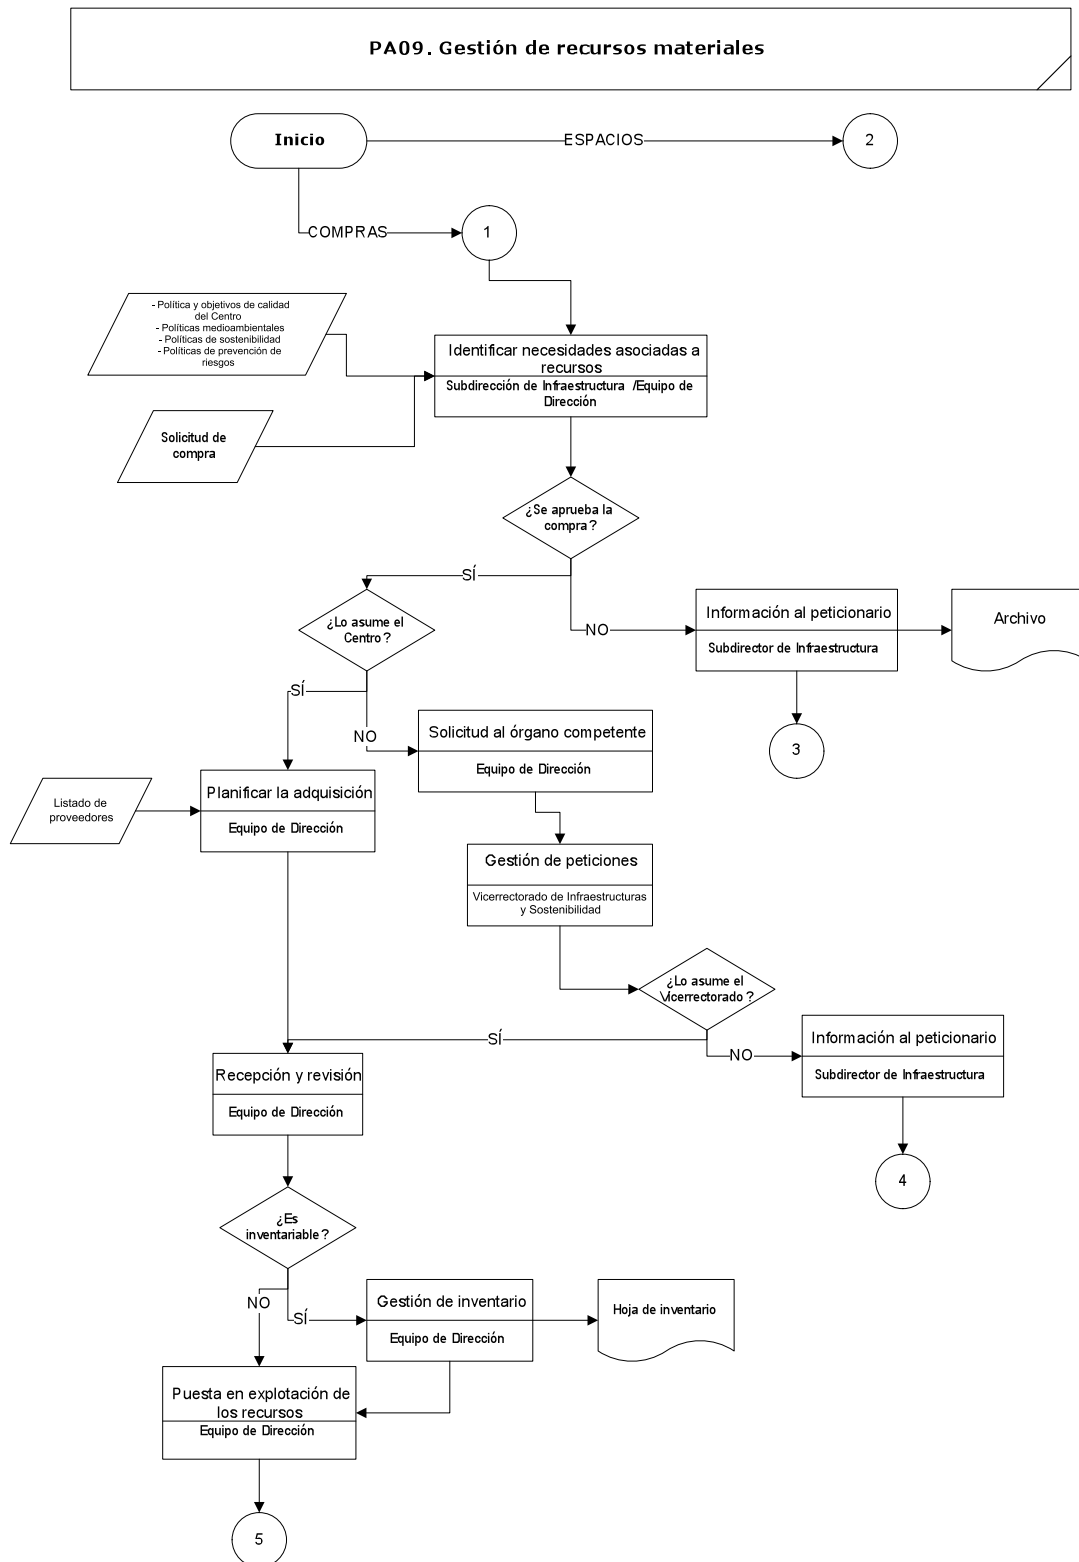 PA09. Gestión de recursos materiales
Inicio
ESPACIOS
2
COMPRAS
1
- Política y objetivos de calidad
del Centro
- Políticas medioambientales
- Políticas de sostenibilidad
- Políticas de prevención de
riesgos
Identificar necesidades asociadas a
recursos
Subdirección de Infraestructura /Equipo de
Dirección
Solicitud de
compra
¿Se aprueba la
compra?
SÍ
NO
¿Lo asume el
Centro?
Información al peticionario
Subdirector de Infraestructura
Archivo
SÍ
NO
Solicitud al órgano competente
Equipo de Dirección
3
Listado de
proveedores
Planificar la adquisición
Equipo de Dirección
Gestión de peticiones
Vicerrectorado de Infraestructuras
y Sostenibilidad
¿Lo asume el
Vicerrectorado?
SÍ
NO
Información al peticionario
Subdirector de Infraestructura
Recepción y revisión
Equipo de Dirección
4
¿Es
inventariable?
NO
SÍ
Gestión de inventario
Equipo de Dirección
Hoja de inventario
Puesta en explotación de
los recursos
Equipo de Dirección
5